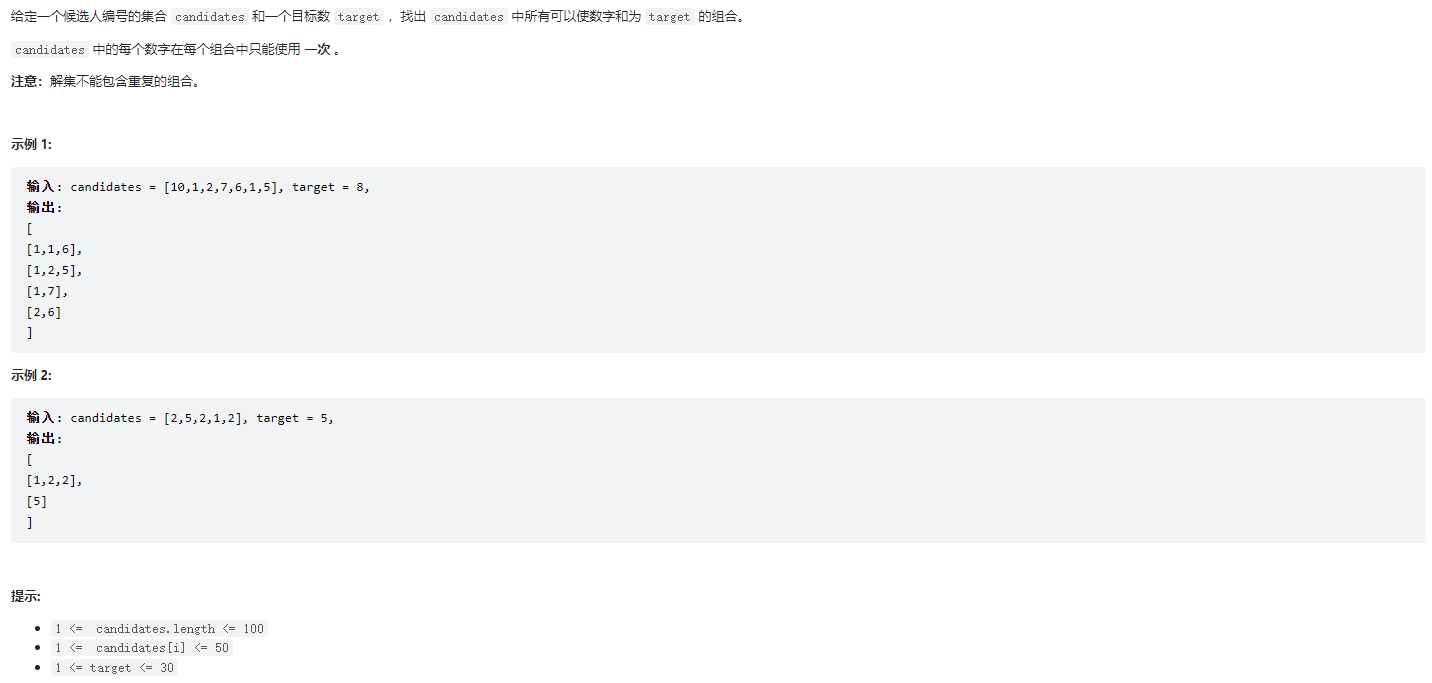 给定一个候选人编号的集合 candidates 和一个目标数 target ，找出 candidates 中所有可以使数字和为 target 的组合。
candidates 中的每个数字在每个组合中只能使用 一次 。
注意：解集不能包含重复的组合。
示例 1:
输入: candidates = [10,1,2,7,6,1,5], target = 8,
输出:
[
[1,1,6],
[1,2,5],
[1,7],
[2,6]
]
示例 2:
输入: candidates = [2,5,2,1,2], target = 5,
输出:
[
[1,2,2],
[5]
]
提示:
1 <= candidates.length <= 100
1 <= candidates[i] <= 50
1 <= target <= 30